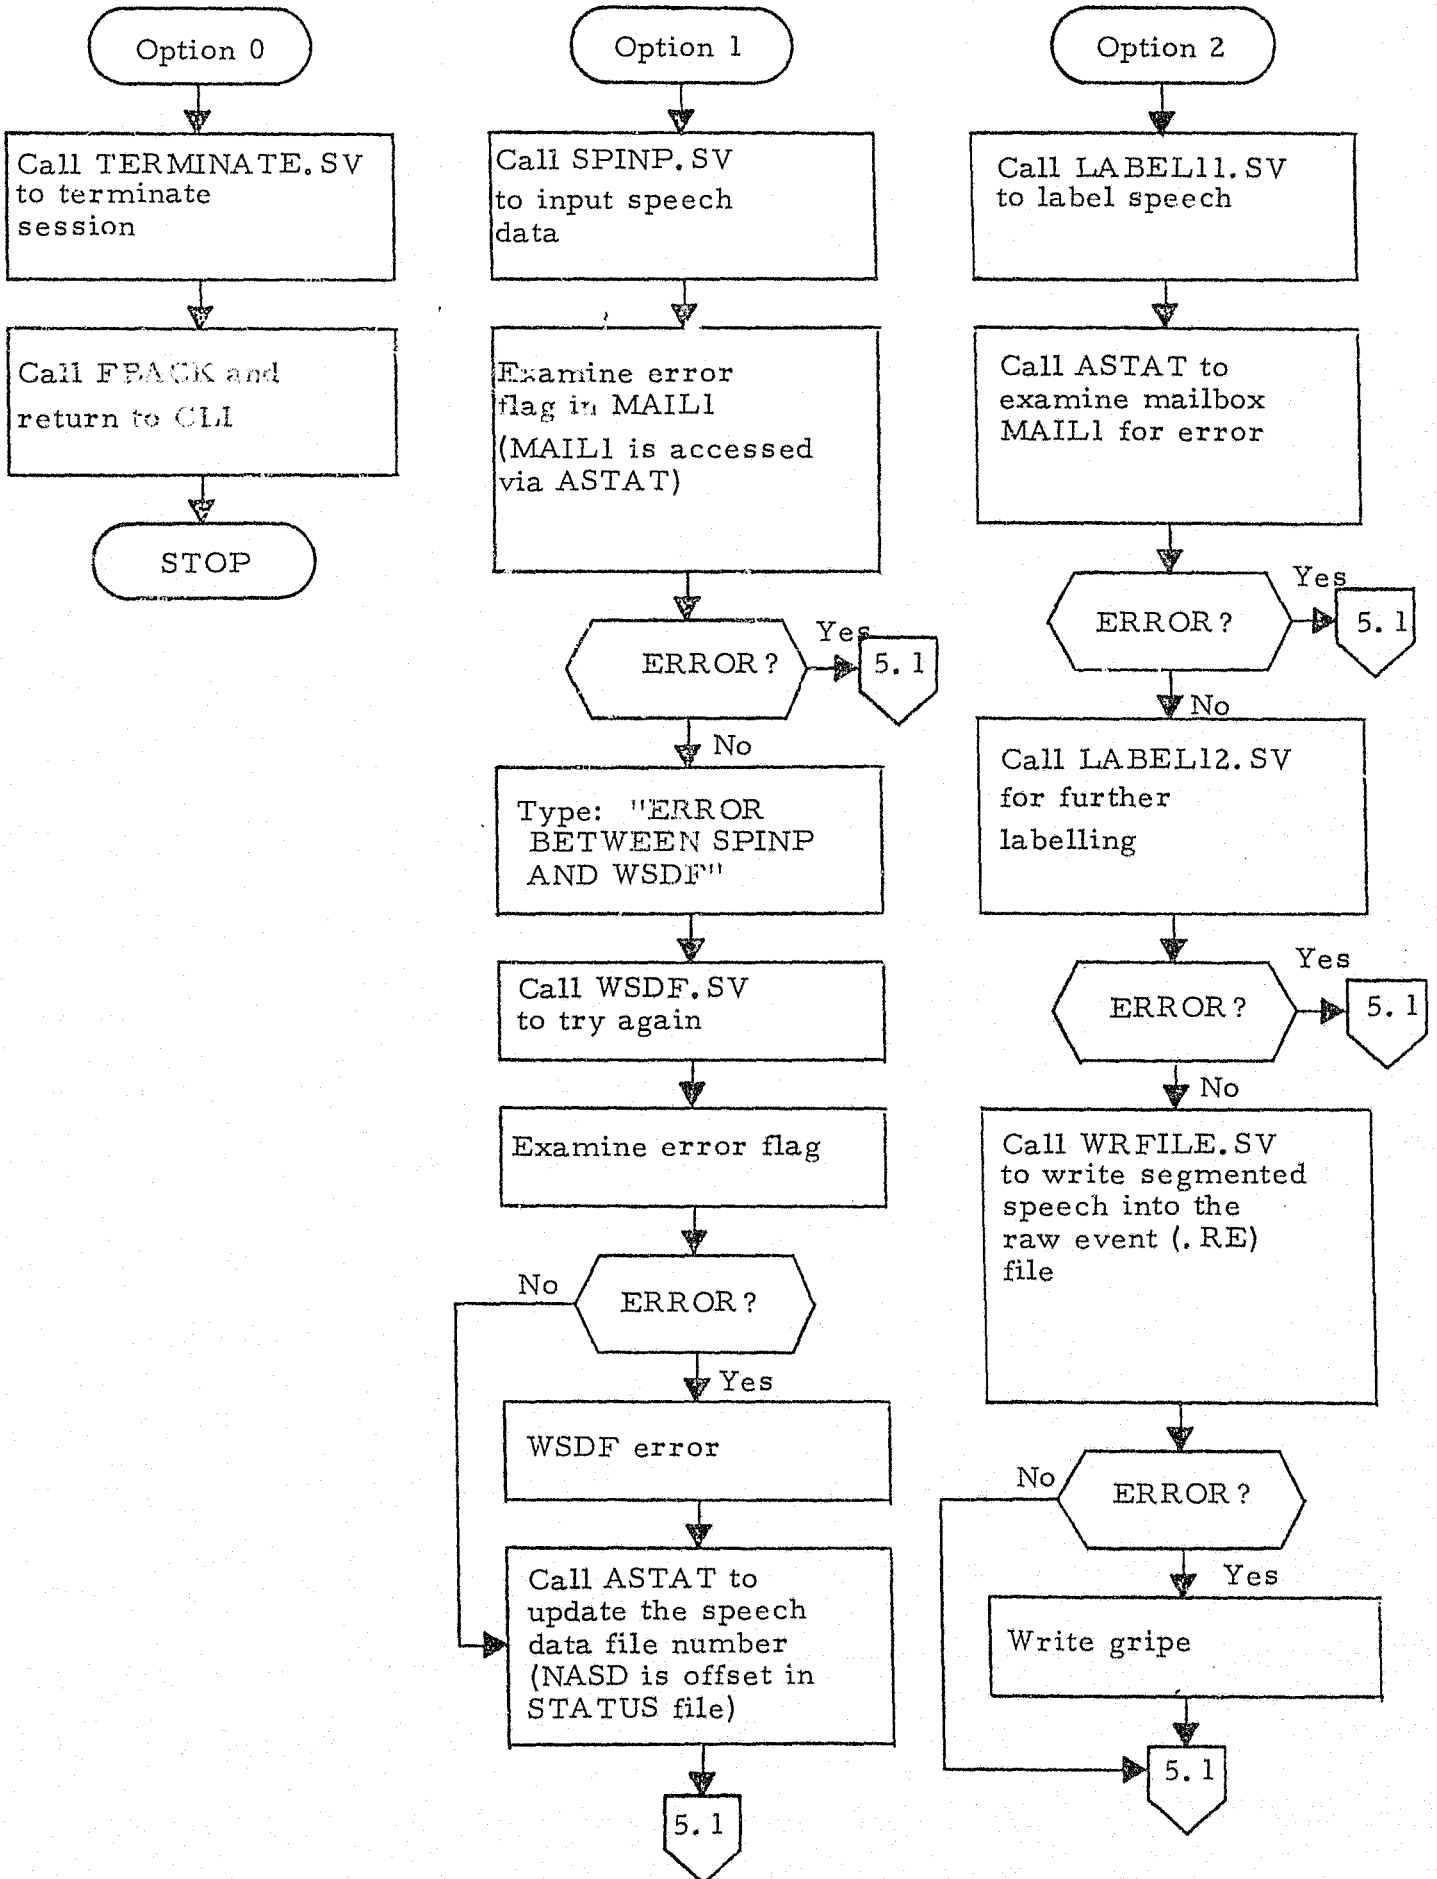 Option 0
Call TERMINATE.SV
to terminate
session
Call FBACK and
return to CLI
STOP
Option 1
Call SPINP.SV
to input speech
data
Examine error
flag in MAIL1
(MAIL1 is accessed
via ASTAT)
ERROR?
Yes
5.1
No
Type: "ERROR
BETWEEN SPINP
AND WSDF"
Call WSDF.SV
to try again
Examine error flag
ERROR?
No
Yes
WSDF error
Call ASTAT to
update the speech
data file number
(NASD is offset in
STATUS file)
5.1
Option 2
Call LABEL11.SV
to label speech
Call ASTAT to
examine mailbox
MAIL1 for error
ERROR?
Yes
5.1
No
Call LABEL12.SV
for further
labelling
ERROR?
Yes
5.1
No
Call WRFILE.SV
to write segmented
speech into the
raw event (.RE)
file
ERROR?
No
Yes
Write gripe
5.1